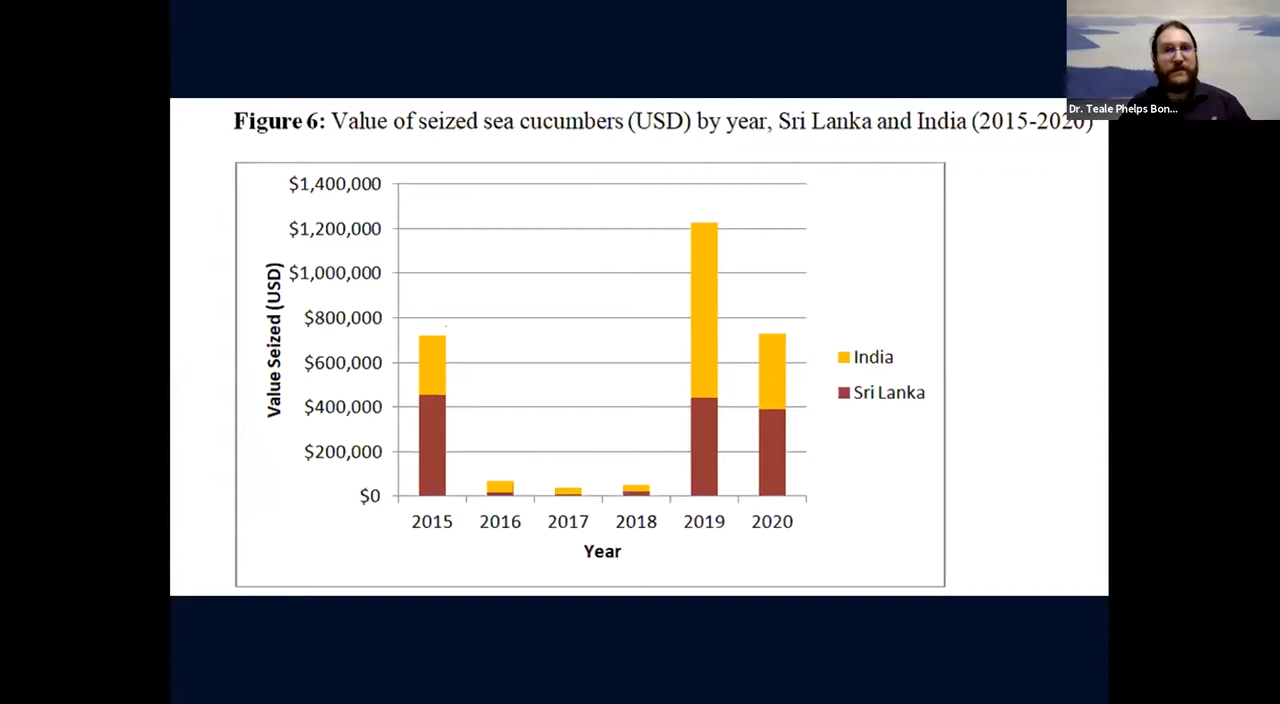 Dr. Teale Phelps Bon...
Figure 6: Value of seized sea cucumbers (USD) by year, Sri Lanka and India (2015-2020)
$1,400,000
$1,200,000
$1,000,000
$800,000
$600,000
$400,000
$200,000
$0
Value Seized (USD)
2015 2016 2017 2018 2019 2020
Year
India
Sri Lanka